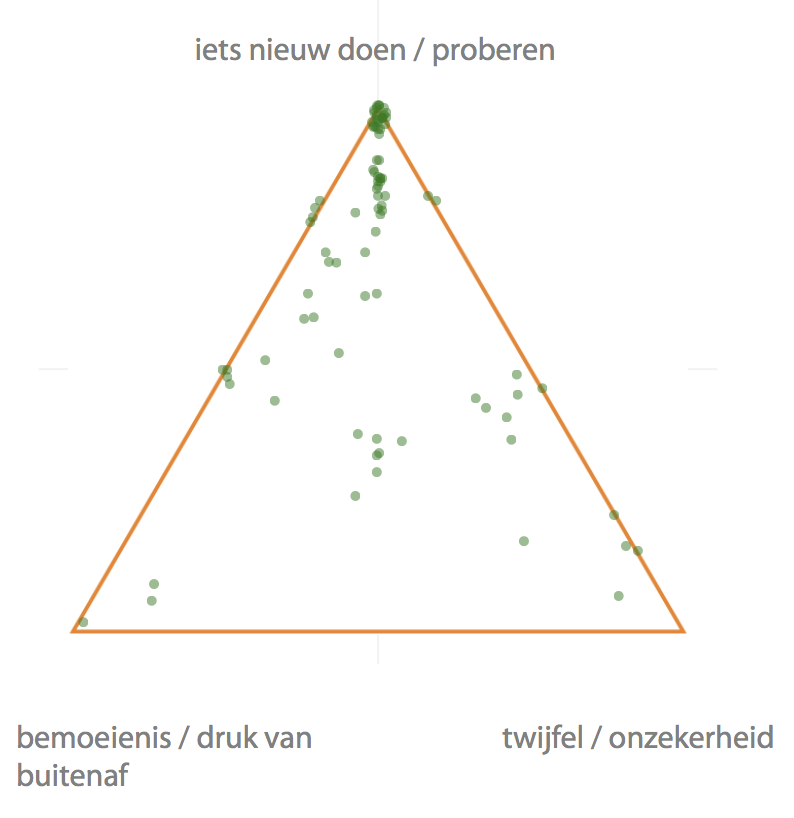 iets nieuw doen / proberen
bemoeienis / druk van
buitenaf
twijfel / onzekerheid